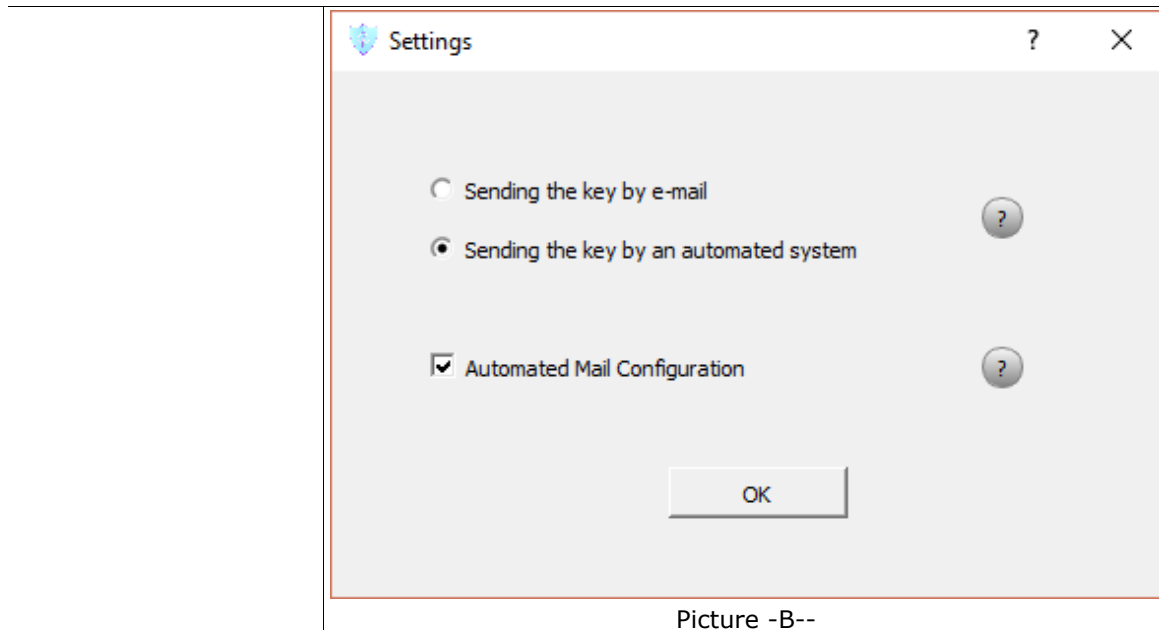 Settings
?
Sending the key by e-mail
?
Sending the key by an automated system
Automated Mail Configuration
?
OK
Picture -B--